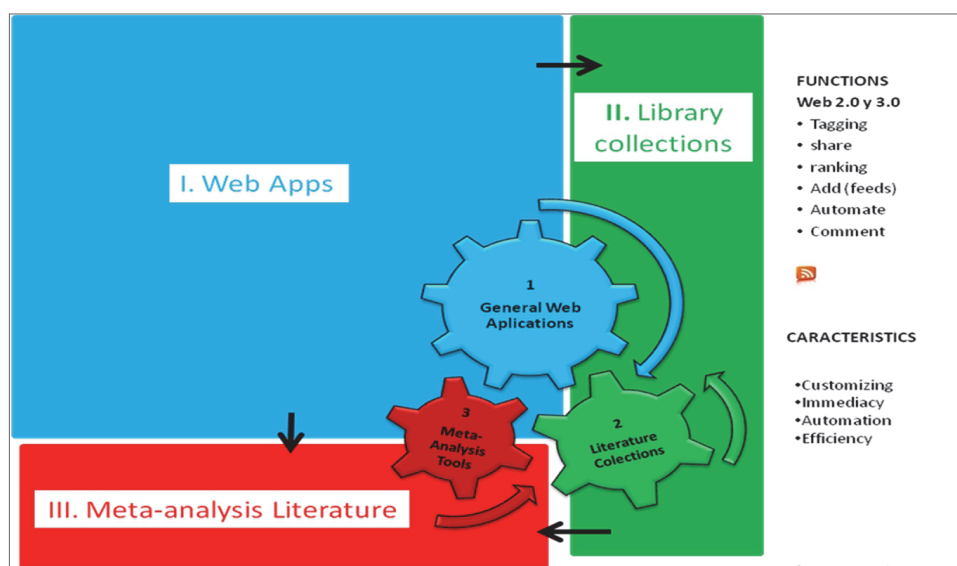 I. Web Apps
II. Library
collections
1
General Web
Aplications
2
Literature
Colections
3
Meta-
Analysis
Tools
III. Meta-analysis Literature
FUNCTIONS
Web 2.0 y 3.0
• Tagging
• share
• ranking
• Add (feeds)
• Automate
• Comment
CARACTERISTICS
•Customizing
•Immediacy
•Automation
•Efficiency